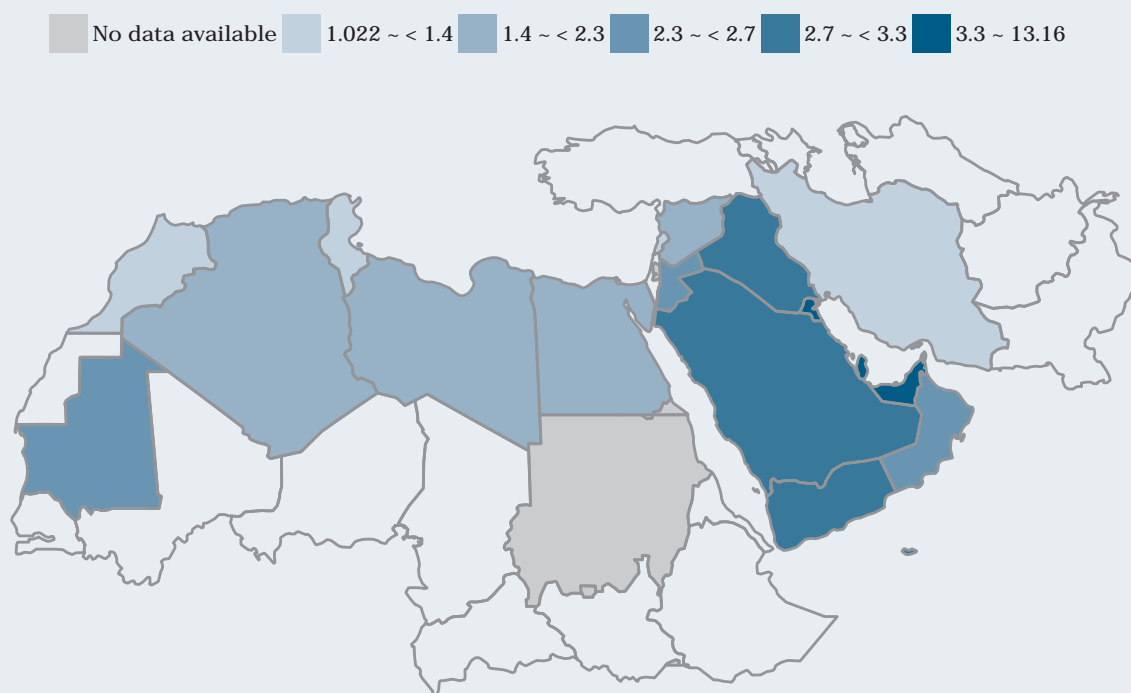 No data available 1.022 ~ < 1.4 1.4 ~ < 2.3 2.3 ~ < 2.7 2.7 ~ < 3.3 3.3 ~ 13.16